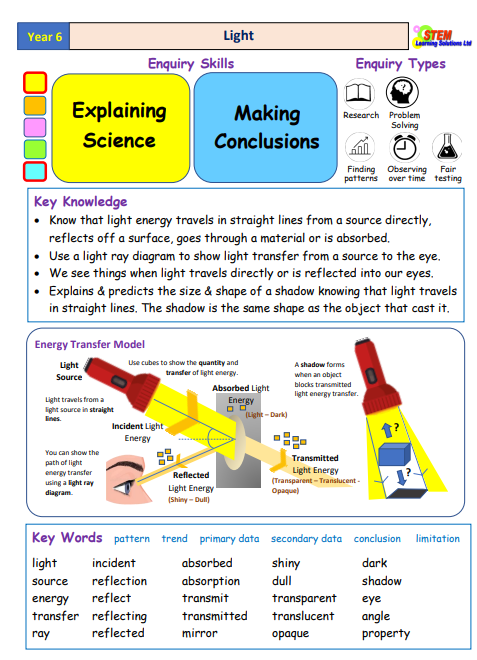 Year 6
Light
STEM
Learning Solutions Ltd
Enquiry Skills
Enquiry Types
Explaining
Science
Making
Conclusions
Research
Problem
Solving
Finding
patterns
Observing
over time
Fair
testing
Key Knowledge
• Know that light energy travels in straight lines from a source directly,
reflects off a surface, goes through a material or is absorbed.
• Use a light ray diagram to show light transfer from a source to the eye.
• We see things when light travels directly or is reflected into our eyes.
• Explains & predicts the size & shape of a shadow knowing that light travels
in straight lines. The shadow is the same shape as the object that cast it.
Energy Transfer Model
Light
Source
Use cubes to show the quantity and
transfer of light energy.
A shadow forms
when an object
blocks transmitted
light energy transfer.
Absorbed Light
Energy
(Light – Dark)
Light travels from a
light source in straight
lines.
Incident Light
Energy
You can show the
path of light
energy transfer
using a light ray
diagram.
Reflected
Light Energy
(Shiny – Dull)
Transmitted
Light Energy
(Transparent – Translucent -
Opaque)
?
?
Key Words pattern trend primary data secondary data conclusion limitation
light incident absorbed shiny dark
source reflection absorption dull shadow
energy reflect transmit transparent eye
transfer reflecting transmitted translucent angle
ray reflected mirror opaque property